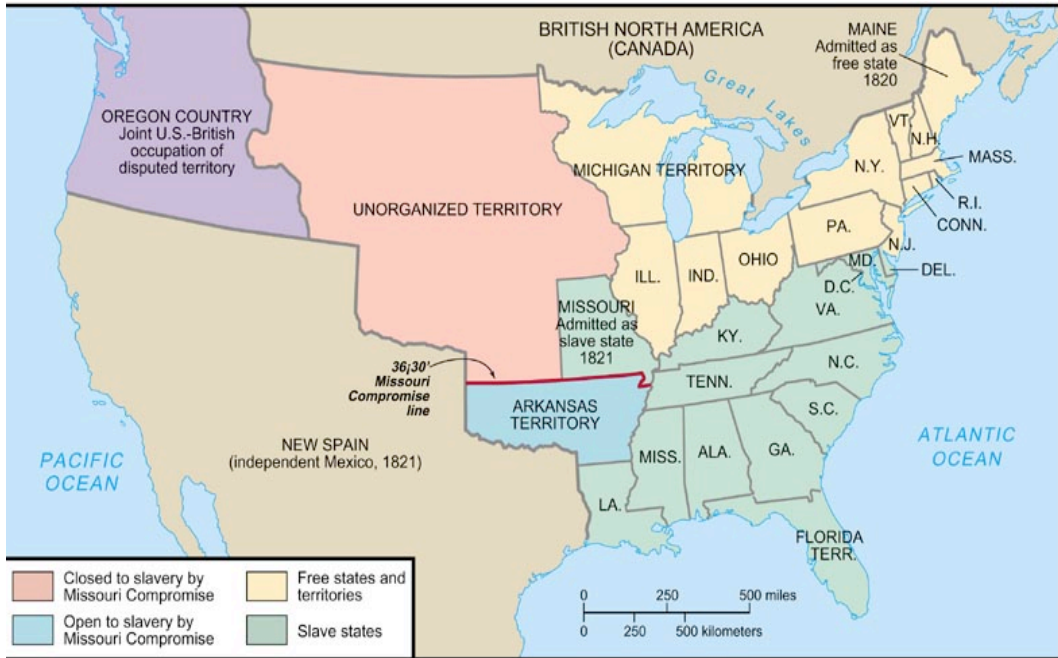 BRITISH NORTH AMERICA
(CANADA)
MAINE
Admitted as
free state
1820
Great Lakes
OREGON COUNTRY
Joint U.S.-British
occupation of
disputed territory
VT.
N.H.
MICHIGAN TERRITORY
N.Y.
MASS.
UNORGANIZED TERRITORY
R.I.
CONN.
PA.
N.J.
ILL.
IND.
OHIO
MD.
DEL.
D.C.
MISSOURI
Admitted as
slave state
1821
VA.
KY.
36¡30'
Missouri
Compromise
line
N.C.
TENN.
ARKANSAS
TERRITORY
S.C.
NEW SPAIN
(independent Mexico, 1821)
PACIFIC
OCEAN
MISS.
ALA.
GA.
ATLANTIC
OCEAN
LA.
FLORIDA
TERR.
Closed to slavery by
Missouri Compromise
Free states and
territories
Open to slavery by
Missouri Compromise
Slave states
0 250 500 miles
0 250 500 kilometers